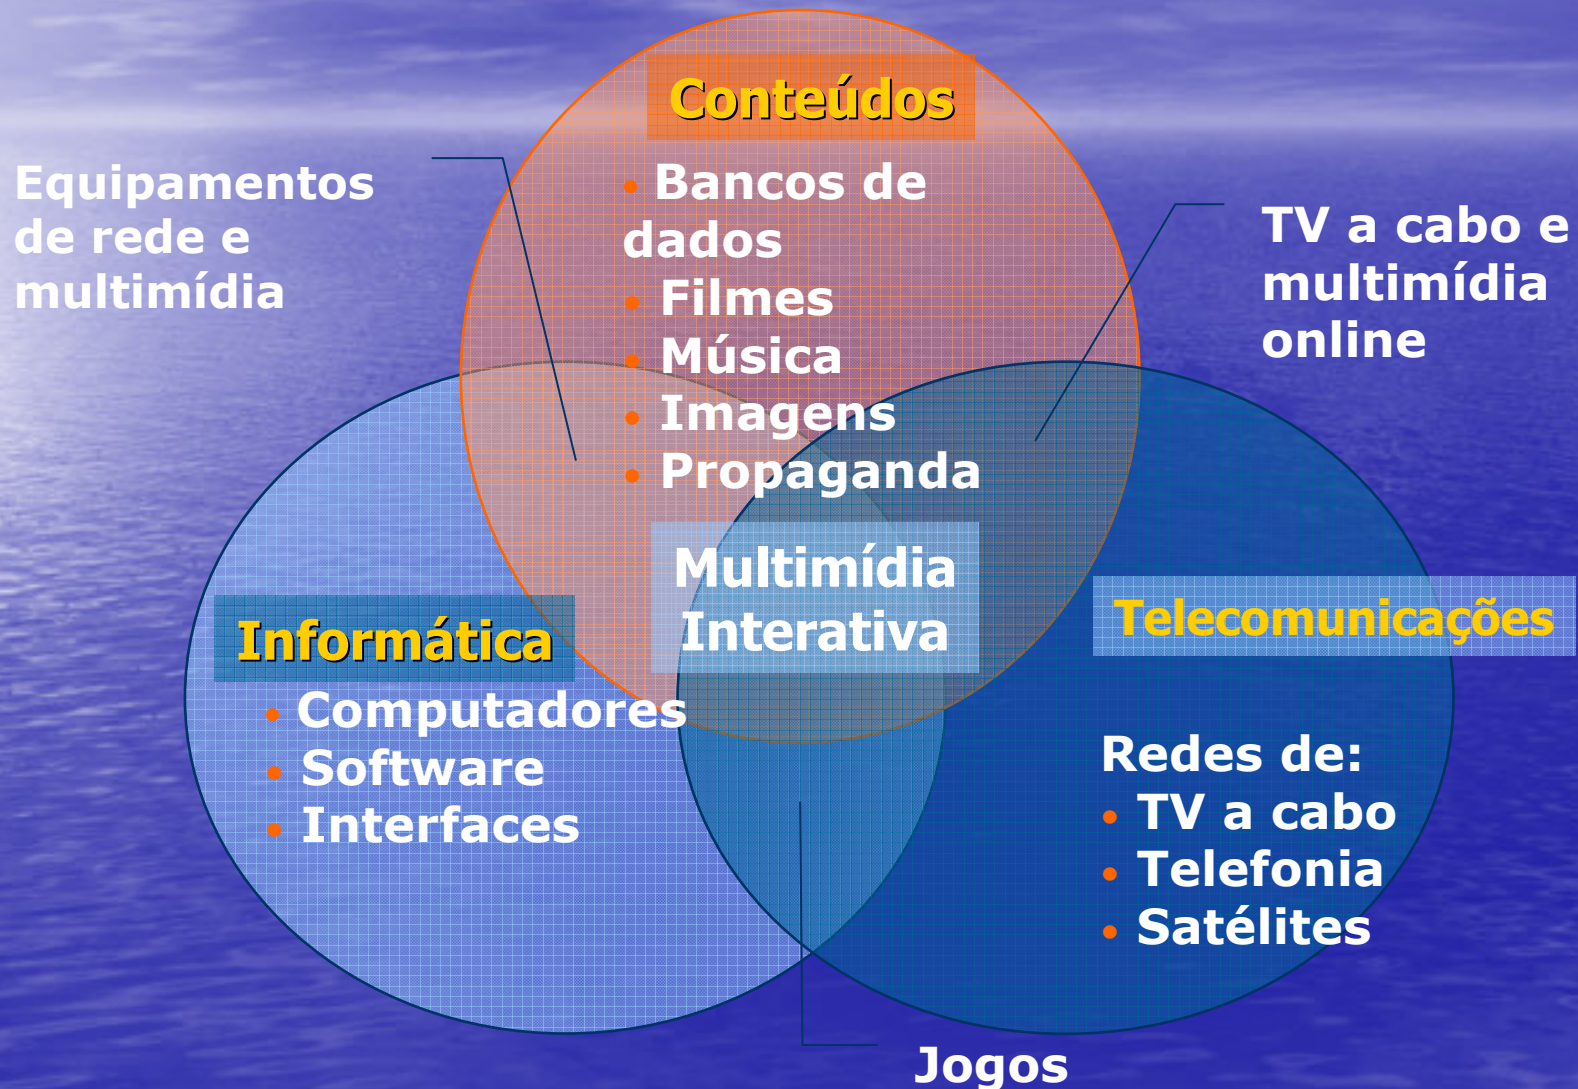 Conteúdos
• Bancos de
dados
• Filmes
• Música
• Imagens
• Propaganda
Equipamentos
de rede e
multimídia
TV a cabo e
multimídia
online
Multimídia
Interativa
Informática
• Computadores
• Software
• Interfaces
Telecomunicações
Redes de:
• TV a cabo
• Telefonia
• Satélites
Jogos